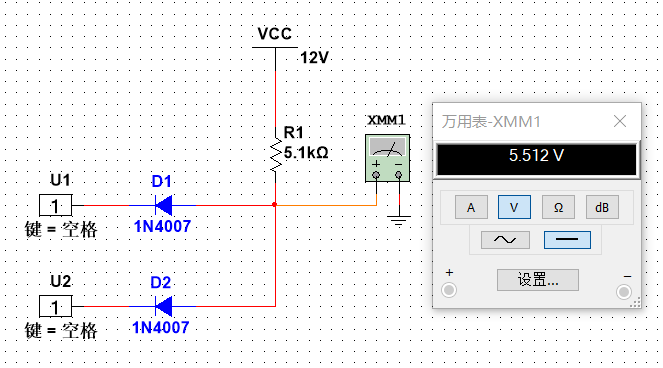 VCC
12V
R1
5.1kΩ
XMM1
+ −
U1
1
键 = 空格
D1
1N4007
U2
1
键 = 空格
D2
1N4007
万用表-XMM1
5.512 V
A V Ω dB
+ 设置... −